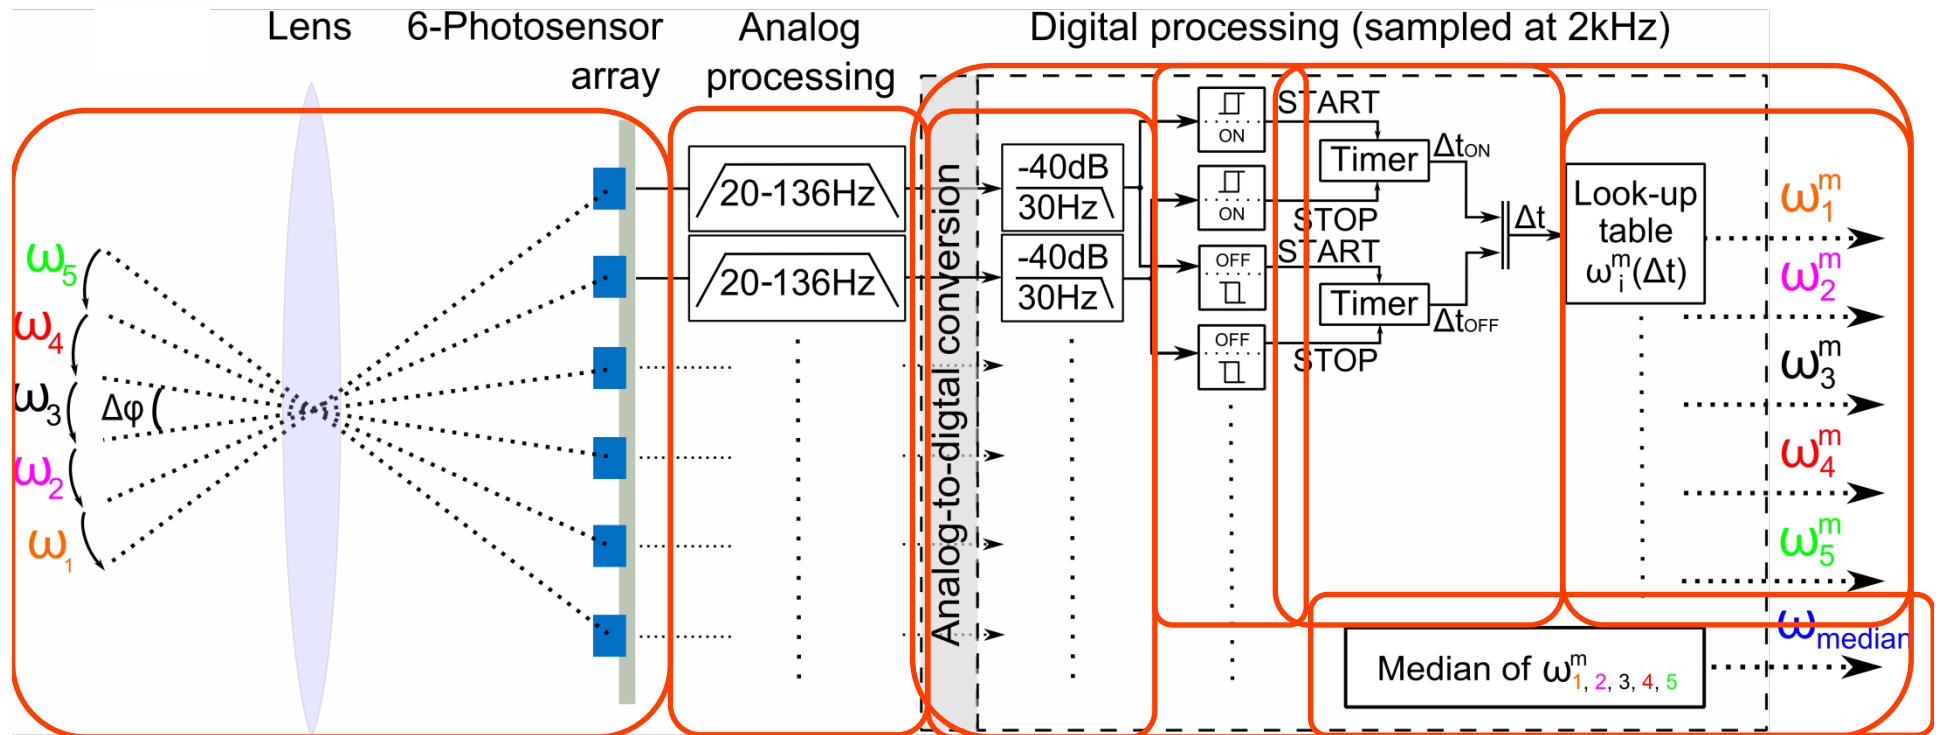 Lens
6-Photosensor
array
Analog
processing
Digital processing (sampled at 2kHz)
ω5
ω4
ω3
ω2
ω1
Δφ
20-136Hz
20-136Hz
Analog-to-digtal conversion
-40dB
30Hz
-40dB
30Hz
ON
ON
OFF
OFF
START
STOP
START
STOP
Timer
Timer
ΔtON
ΔtOFF
Δt
Look-up
table
ωᵢᵐ(Δt)
ω₁ᵐ
ω₂ᵐ
ω₃ᵐ
ω₄ᵐ
ω₅ᵐ
Median of ωᵐ1, 2, 3, 4, 5
ωmedian